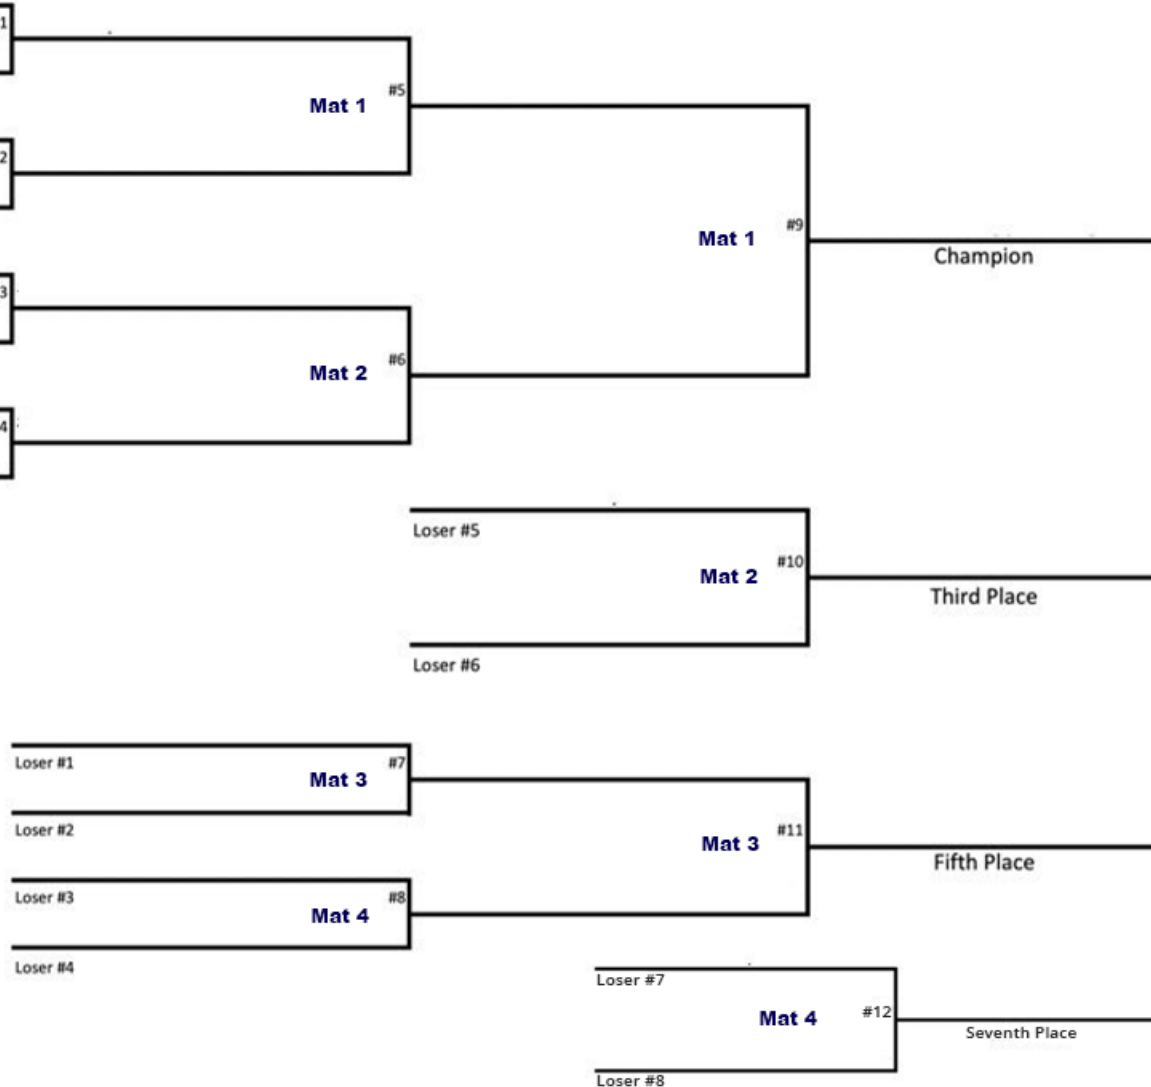 1
#5
Mat 1
2
#9
Mat 1
Champion
3
#6
Mat 2
4
Loser #5
#10
Mat 2
Third Place
Loser #6
Loser #1
#7
Mat 3
Loser #2
#11
Mat 3
Fifth Place
Loser #3
#8
Mat 4
Loser #4
Loser #7
#12
Mat 4
Seventh Place
Loser #8